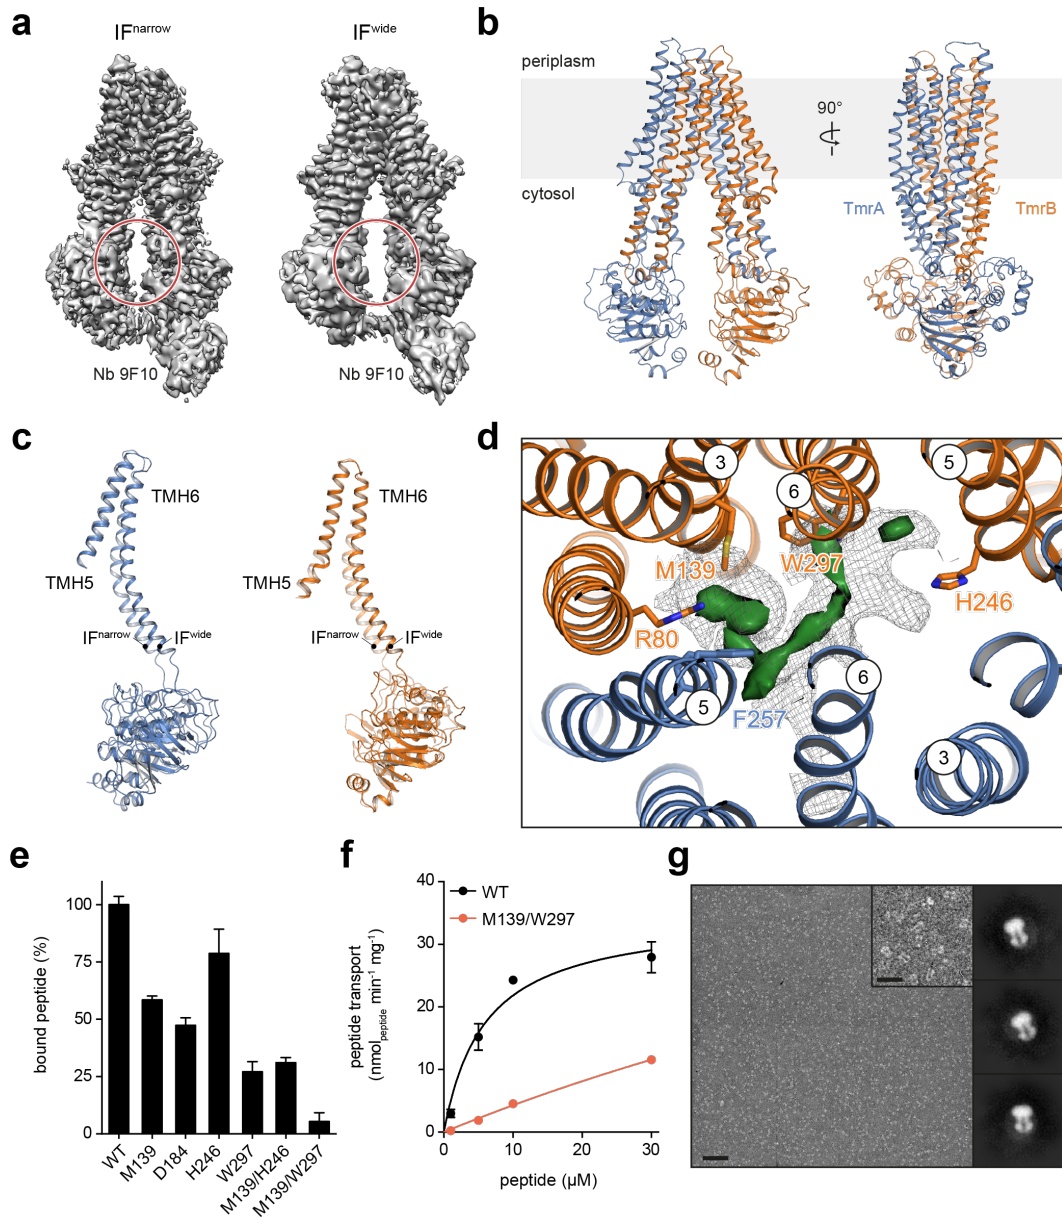 a
IFnarrow
IFwide
Nb 9F10
Nb 9F10
b
periplasm
cytosol
90°
TmrA
TmrB
c
TMH6
TMH5
IFnarrow
IFwide
TMH6
TMH5
IFnarrow
IFwide
d
3
6
5
M139
W297
H246
R80
5
F257
6
3
e
bound peptide (%)
100
75
50
25
0
WT
M139
D184
H246
W297
M139/H246
M139/W297
f
peptide transport
(nmolpeptide min-1 mg-1)
40
30
20
10
0
WT
M139/W297
0
10
20
30
peptide (µM)
g